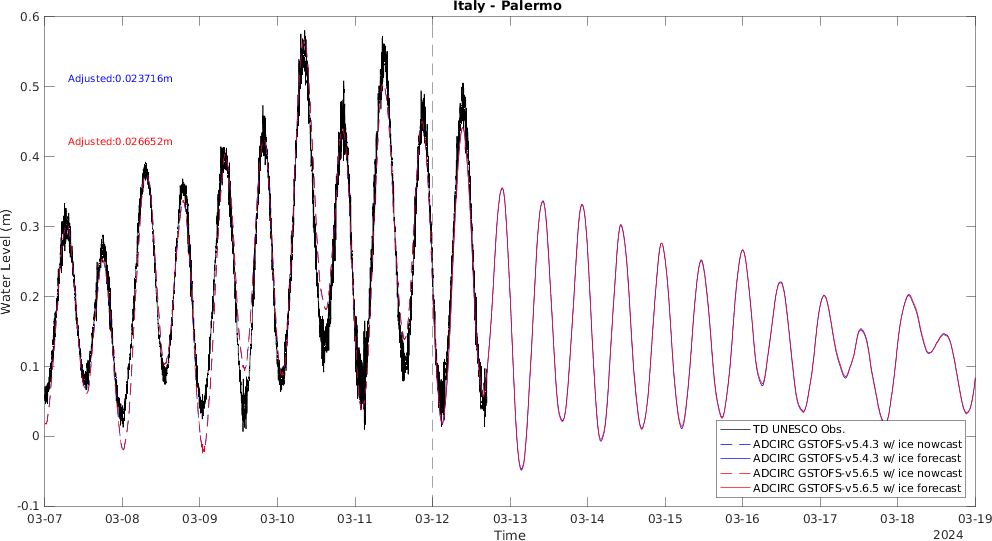 Italy - Palermo
0.6
0.5
0.4
0.3
0.2
0.1
0
-0.1
Water Level (m)
Adjusted:0.023716m
Adjusted:0.026652m
TD UNESCO Obs.
ADCIRC GSTOFS-v5.4.3 w/ ice nowcast
ADCIRC GSTOFS-v5.4.3 w/ ice forecast
ADCIRC GSTOFS-v5.6.5 w/ ice nowcast
ADCIRC GSTOFS-v5.6.5 w/ ice forecast
03-07 03-08 03-09 03-10 03-11 03-12 03-13 03-14 03-15 03-16 03-17 03-18 03-19
Time
2024